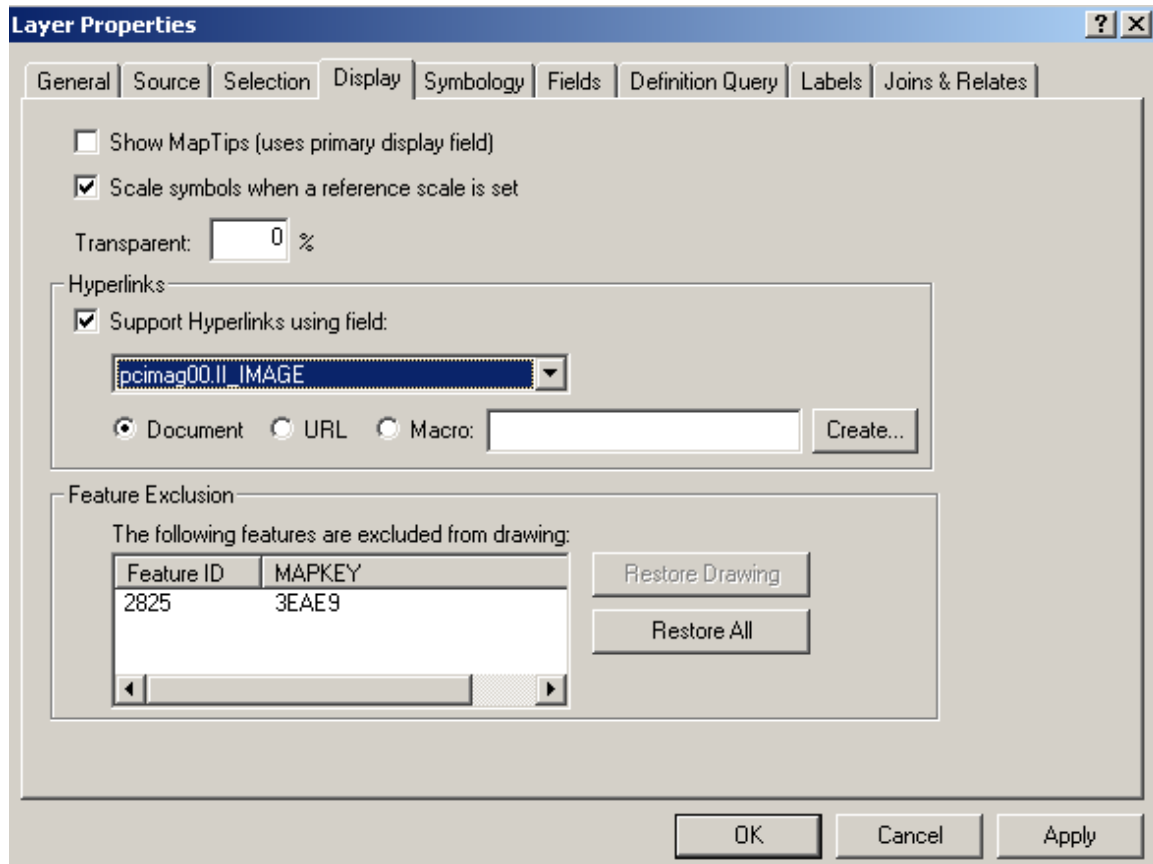 Layer Properties
General Source Selection Display Symbology Fields Definition Query Labels Joins & Relates
Show MapTips (uses primary display field)
Scale symbols when a reference scale is set
Transparent: 0 %
Hyperlinks
Support Hyperlinks using field:
pcimag00.II_IMAGE
Document URL Macro: Create...
Feature Exclusion
The following features are excluded from drawing:
Feature ID MAPKEY
2825 3EAE9
Restore Drawing
Restore All
OK Cancel Apply